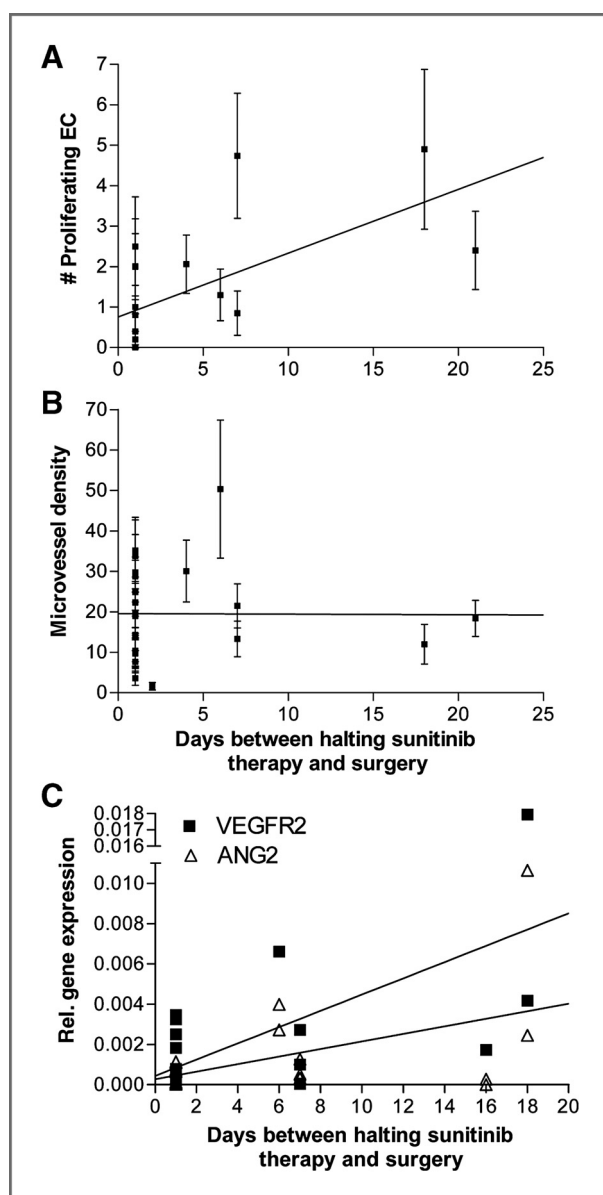 A
# Proliferating EC
7
6
5
4
3
2
1
0
0 5 10 15 20 25
B
Microvessel density
70
60
50
40
30
20
10
0
0 5 10 15 20 25
Days between halting sunitinib
therapy and surgery
C
Rel. gene expression
0.018
0.017
0.016
0.010
0.008
0.006
0.004
0.002
0.000
VEGFR2
ANG2
0 2 4 6 8 10 12 14 16 18 20
Days between halting sunitinib
therapy and surgery